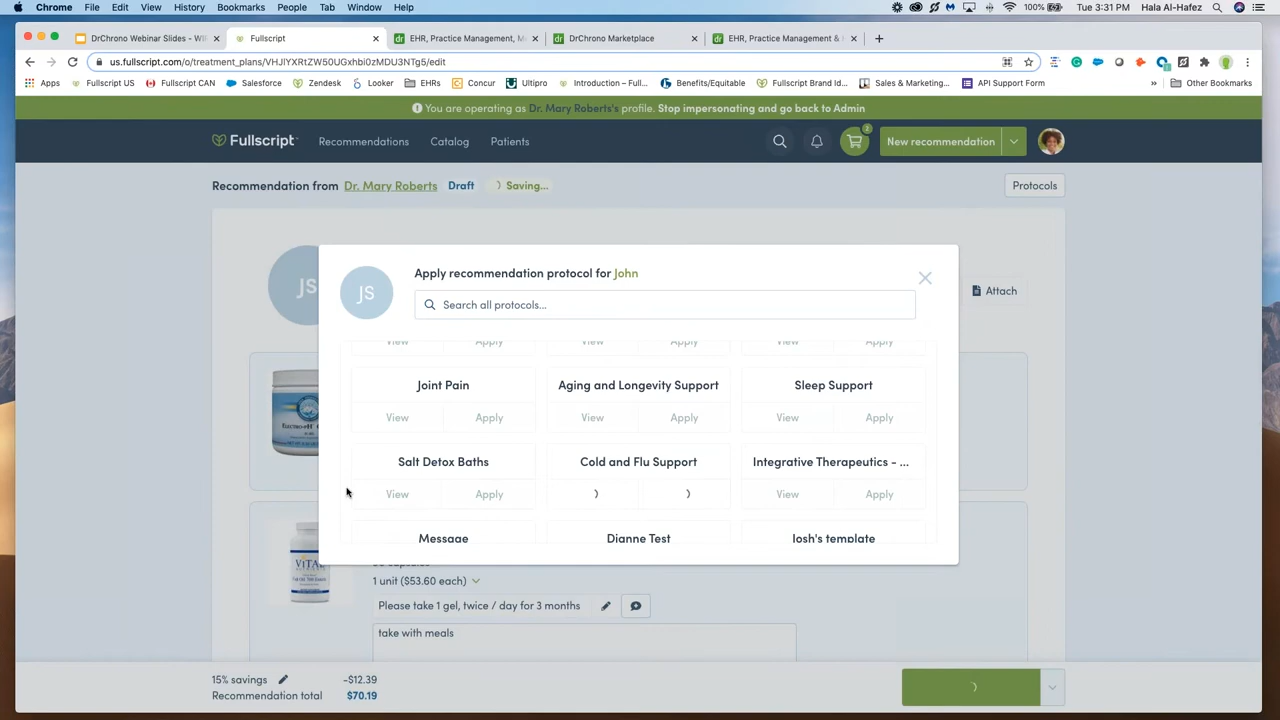 Chrome File Edit View History Bookmarks People Tab Window Help 100% Tue 3:31 PM Hala Al-Hafez
DrChrono Webinar Slides - WIP
Fullscript
EHR, Practice Management, M
DrChrono Marketplace
EHR, Practice Management &
us.fullscript.com/o/treatment_plans/VHJlYXRtZW50UGxhbi0zMDU3NTg5/edit
Apps Fullscript US Fullscript CAN Salesforce Zendesk Looker EHRs Concur Ultipro Introduction – Full... Benefits/Equitable Fullscript Brand Id... Sales & Marketing... API Support Form » Other Bookmarks
You are operating as Dr. Mary Roberts's profile. Stop impersonating and go back to Admin
Fullscript Recommendations Catalog Patients 2 New recommendation
Recommendation from Dr. Mary Roberts Draft Saving... Protocols
JS
Attach
Apply recommendation protocol for John
JS
Search all protocols...
View Apply View Apply View Apply
Joint Pain Aging and Longevity Support Sleep Support
View Apply View Apply View Apply
Salt Detox Baths Cold and Flu Support Integrative Therapeutics - ...
View Apply View Apply
Message Dianne Test Josh's template
VITAL
1 unit ($53.60 each)
Please take 1 gel, twice / day for 3 months
take with meals
15% savings -$12.39
Recommendation total $70.19